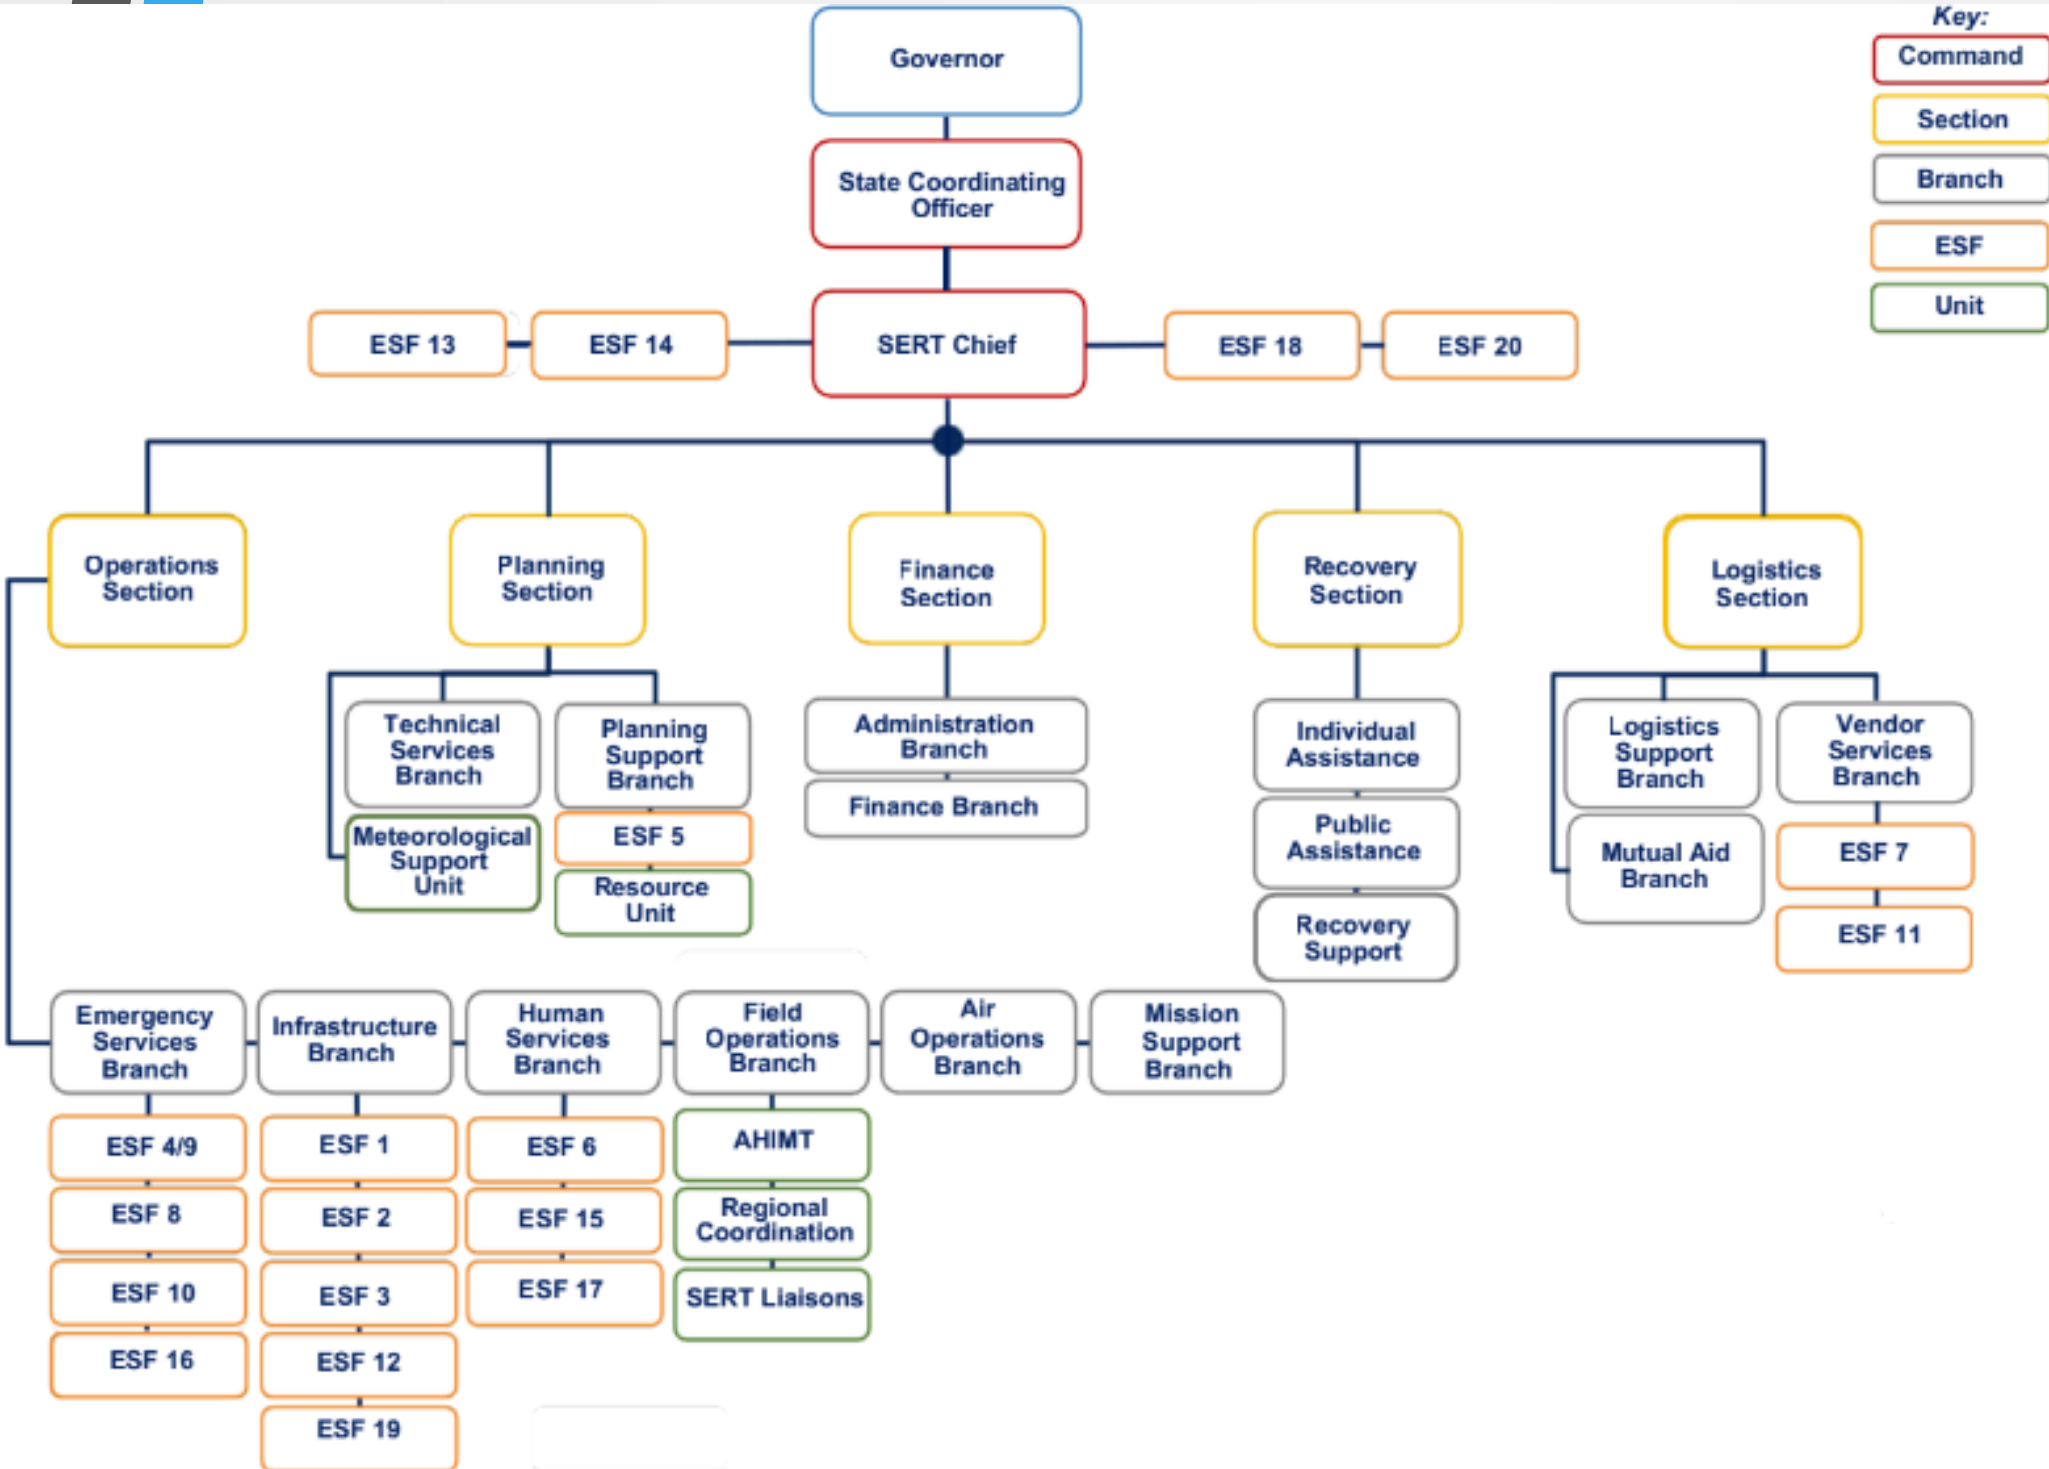 Key:
Command
Section
Branch
ESF
Unit
Governor
State Coordinating
Officer
ESF 13
ESF 14
SERT Chief
ESF 18
ESF 20
Operations
Section
Planning
Section
Finance
Section
Recovery
Section
Logistics
Section
Technical
Services
Branch
Meteorological
Support
Unit
Planning
Support
Branch
ESF 5
Resource
Unit
Administration
Branch
Finance Branch
Individual
Assistance
Public
Assistance
Recovery
Support
Logistics
Support
Branch
Mutual Aid
Branch
Vendor
Services
Branch
ESF 7
ESF 11
Emergency
Services
Branch
ESF 4/9
ESF 8
ESF 10
ESF 16
Infrastructure
Branch
ESF 1
ESF 2
ESF 3
ESF 12
ESF 19
Human
Services
Branch
ESF 6
ESF 15
ESF 17
Field
Operations
Branch
AHIMT
Regional
Coordination
SERT Liaisons
Air
Operations
Branch
Mission
Support
Branch